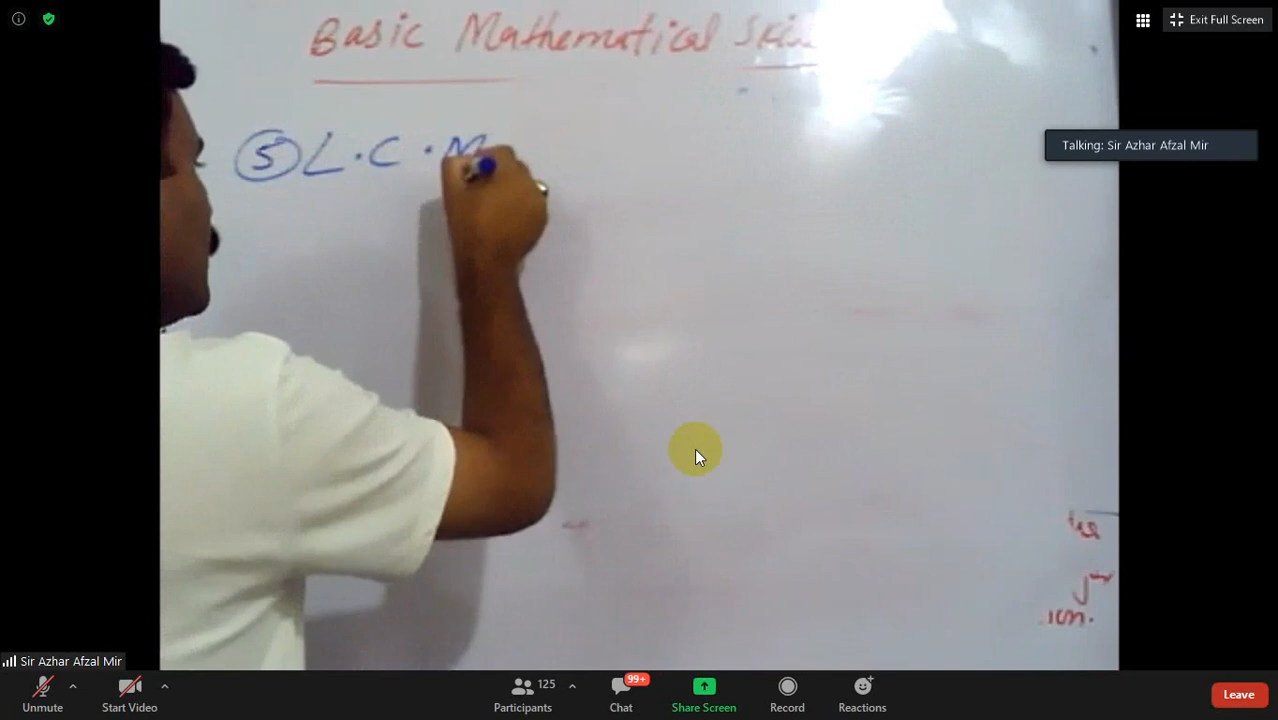 Exit Full Screen
Basic Mathematical
Talking: Sir Azhar Afzal Mir
5 L.C.M
Sir Azhar Afzal Mir
Unmute
Start Video
125
Participants
99+
Chat
Share Screen
Record
Reactions
Leave